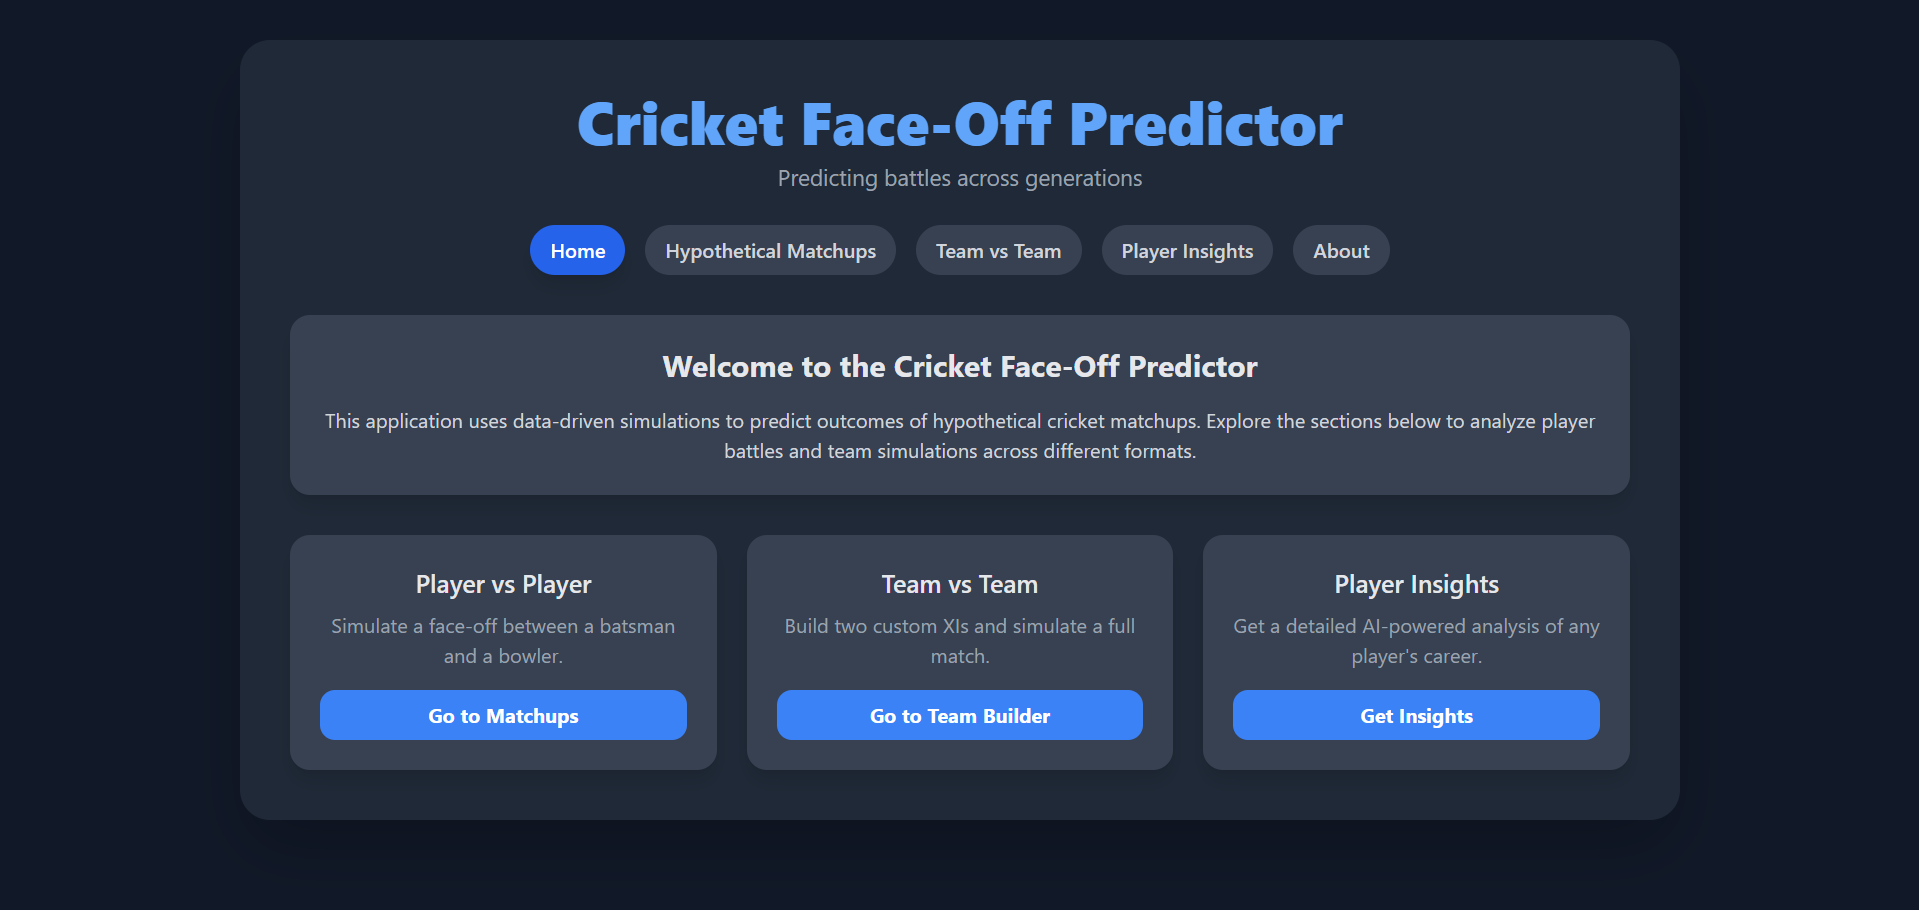 Cricket Face-Off Predictor
Predicting battles across generations
Home
Hypothetical Matchups
Team vs Team
Player Insights
About
Welcome to the Cricket Face-Off Predictor
This application uses data-driven simulations to predict outcomes of hypothetical cricket matchups. Explore the sections below to analyze player
battles and team simulations across different formats.
Player vs Player
Simulate a face-off between a batsman
and a bowler.
Go to Matchups
Team vs Team
Build two custom XIs and simulate a full
match.
Go to Team Builder
Player Insights
Get a detailed AI-powered analysis of any
player's career.
Get Insights